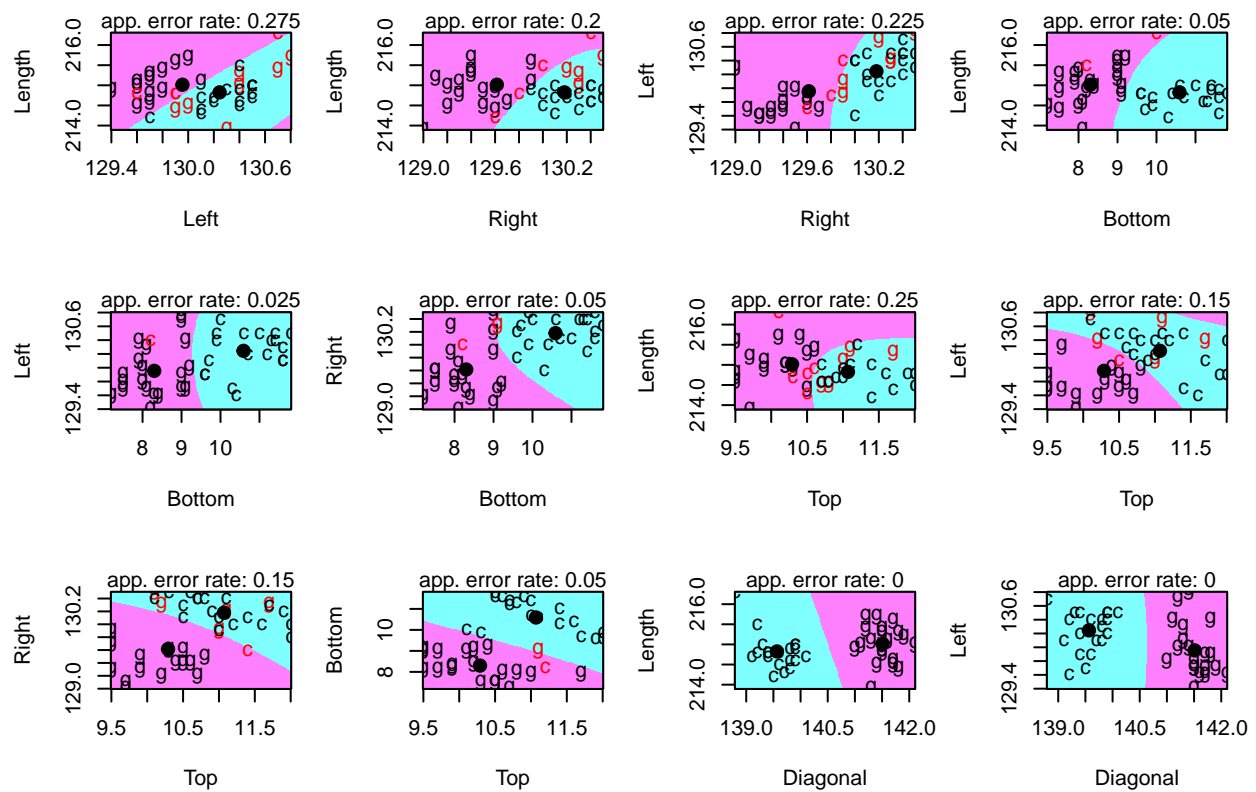 app. error rate: 0.275
Length
214.0 216.0
129.4 130.0 130.6
Left
app. error rate: 0.2
Length
214.0 216.0
129.0 129.6 130.2
Right
app. error rate: 0.225
Left
129.4 130.6
129.0 129.6 130.2
Right
app. error rate: 0.05
Length
214.0 216.0
8 9 10
Bottom
app. error rate: 0.025
Left
129.4 130.6
8 9 10
Bottom
app. error rate: 0.05
Right
129.0 130.2
8 9 10
Bottom
app. error rate: 0.25
Length
214.0 216.0
9.5 10.5 11.5
Top
app. error rate: 0.15
Left
129.4 130.6
9.5 10.5 11.5
Top
app. error rate: 0.15
Right
129.0 130.2
9.5 10.5 11.5
Top
app. error rate: 0.05
Bottom
8 10
9.5 10.5 11.5
Top
app. error rate: 0
Length
214.0 216.0
139.0 140.5 142.0
Diagonal
app. error rate: 0
Left
129.4 130.6
139.0 140.5 142.0
Diagonal